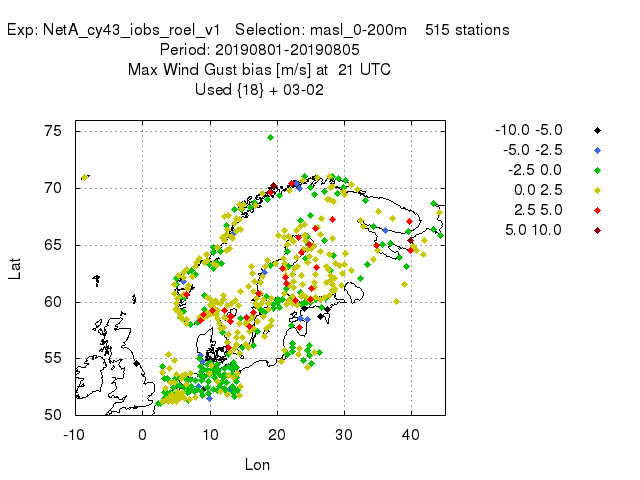 Exp: NetA_cy43_iobs_roel_v1 Selection: masl_0-200m 515 stations
Period: 20190801-20190805
Max Wind Gust bias [m/s] at 21 UTC
Used {18} + 03-02
-10.0 -5.0
-5.0 -2.5
-2.5 0.0
0.0 2.5
2.5 5.0
5.0 10.0
75
70
65
60
55
50
Lat
-10 0 10 20 30 40
Lon